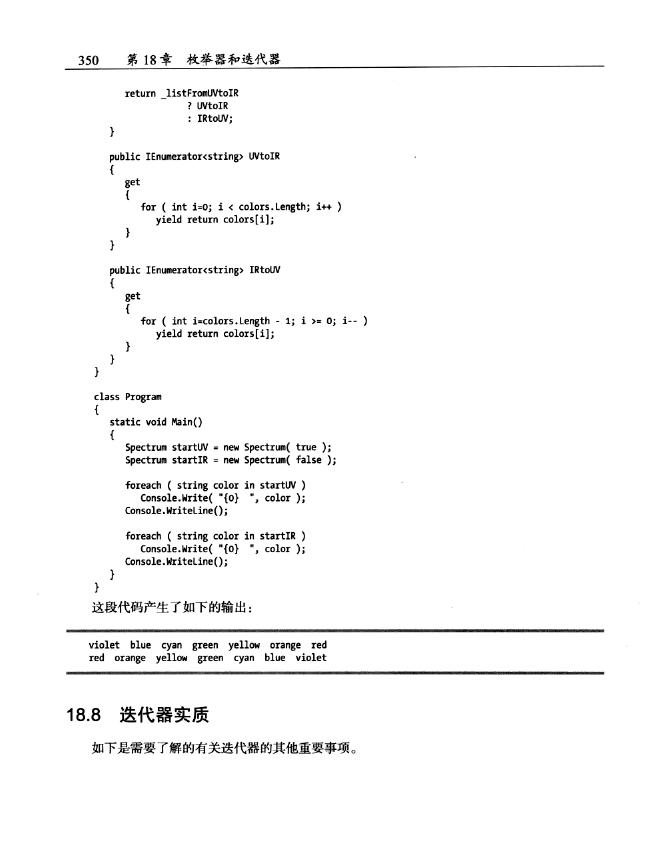 350 第 18 章 枚举器和迭代器
return _listFromUVtoIR
? UVtoIR
: IRtoUV;
}
public IEnumerator<string> UVtoIR
{
get
{
for ( int i=0; i < colors.Length; i++ )
yield return colors[i];
}
}
public IEnumerator<string> IRtoUV
{
get
{
for ( int i=colors.Length - 1; i >= 0; i-- )
yield return colors[i];
}
}
}
class Program
{
static void Main()
{
Spectrum startUV = new Spectrum( true );
Spectrum startIR = new Spectrum( false );
foreach ( string color in startUV )
Console.Write( "{0} ", color );
Console.WriteLine();
foreach ( string color in startIR )
Console.Write( "{0} ", color );
Console.WriteLine();
}
}
这段代码产生了如下的输出：
violet blue cyan green yellow orange red
red orange yellow green cyan blue violet
18.8 迭代器实质
如下是需要了解的有关迭代器的其他重要事项。